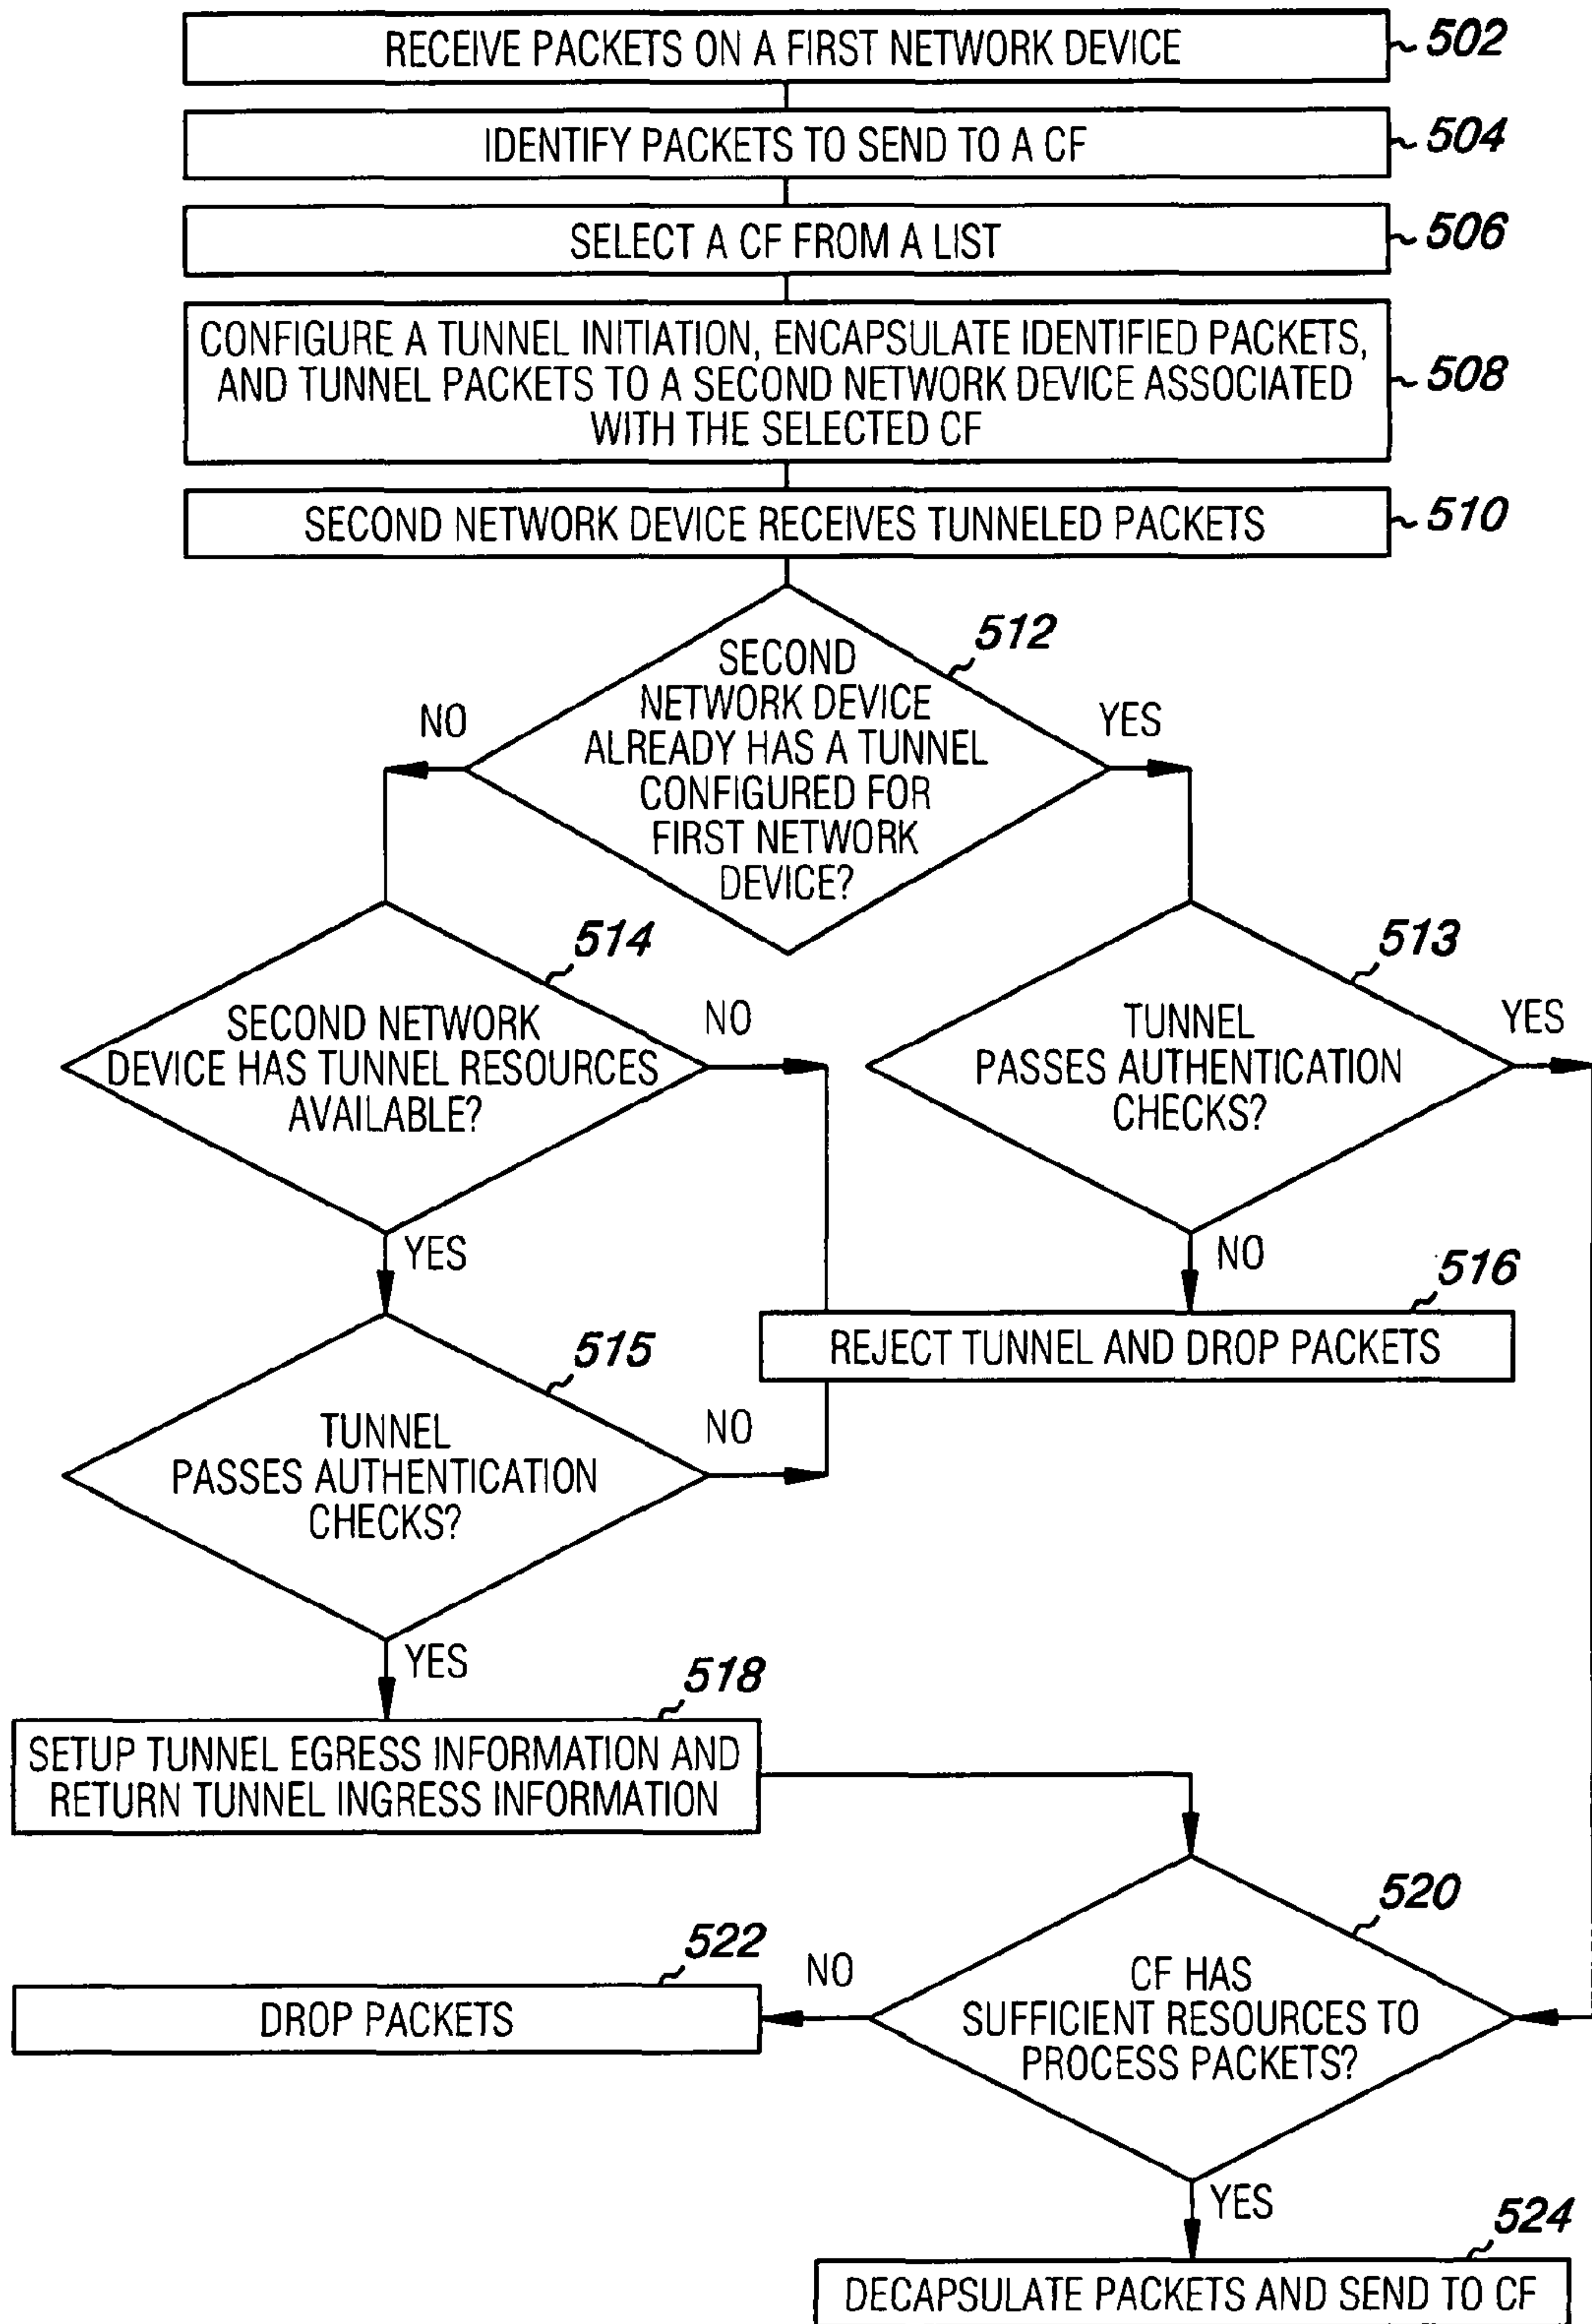 RECEIVE PACKETS ON A FIRST NETWORK DEVICE
502
IDENTIFY PACKETS TO SEND TO A CF
504
SELECT A CF FROM A LIST
506
CONFIGURE A TUNNEL INITIATION, ENCAPSULATE IDENTIFIED PACKETS,
AND TUNNEL PACKETS TO A SECOND NETWORK DEVICE ASSOCIATED
WITH THE SELECTED CF
508
SECOND NETWORK DEVICE RECEIVES TUNNELED PACKETS
510
512
SECOND
NETWORK DEVICE
ALREADY HAS A TUNNEL
CONFIGURED FOR
FIRST NETWORK
DEVICE?
NO
YES
514
SECOND NETWORK
DEVICE HAS TUNNEL RESOURCES
AVAILABLE?
NO
YES
513
TUNNEL
PASSES AUTHENTICATION
CHECKS?
YES
NO
516
REJECT TUNNEL AND DROP PACKETS
515
TUNNEL
PASSES AUTHENTICATION
CHECKS?
NO
YES
518
SETUP TUNNEL EGRESS INFORMATION AND
RETURN TUNNEL INGRESS INFORMATION
520
CF HAS
SUFFICIENT RESOURCES TO
PROCESS PACKETS?
NO
522
DROP PACKETS
YES
524
DECAPSULATE PACKETS AND SEND TO CF